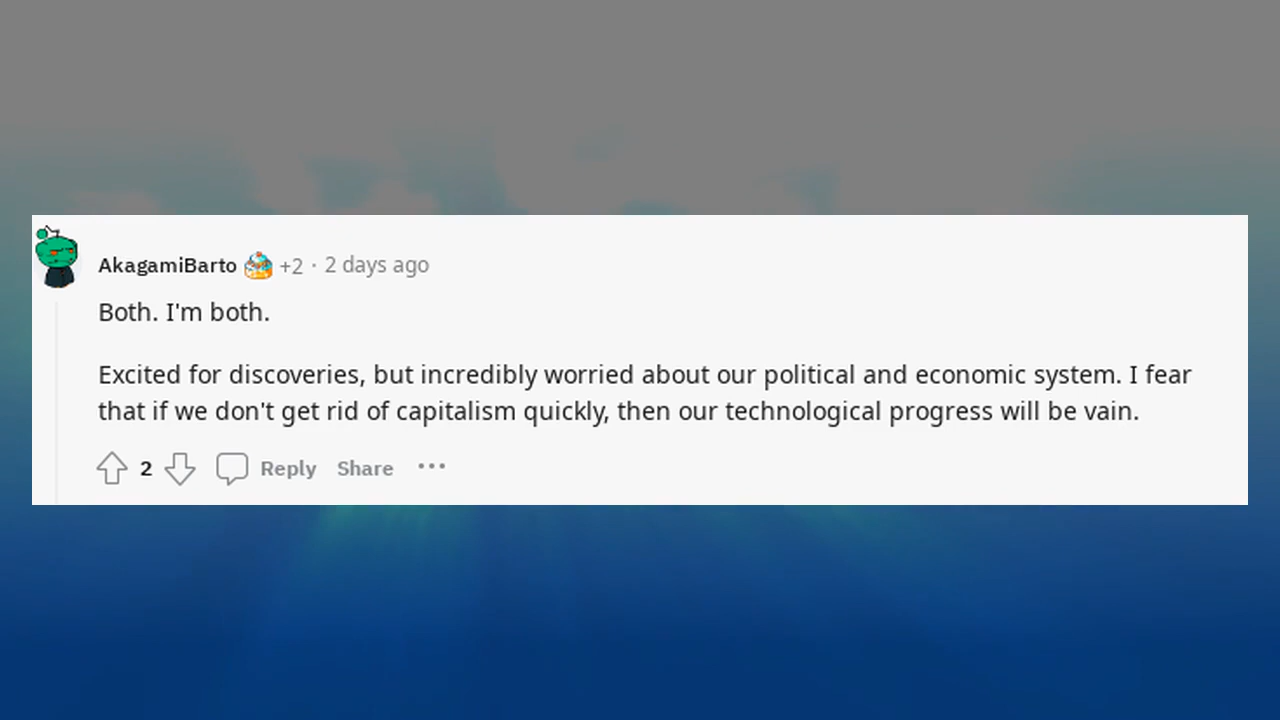 AkagamiBarto +2 · 2 days ago
Both. I'm both.
Excited for discoveries, but incredibly worried about our political and economic system. I fear
that if we don't get rid of capitalism quickly, then our technological progress will be vain.
2 Reply Share ···